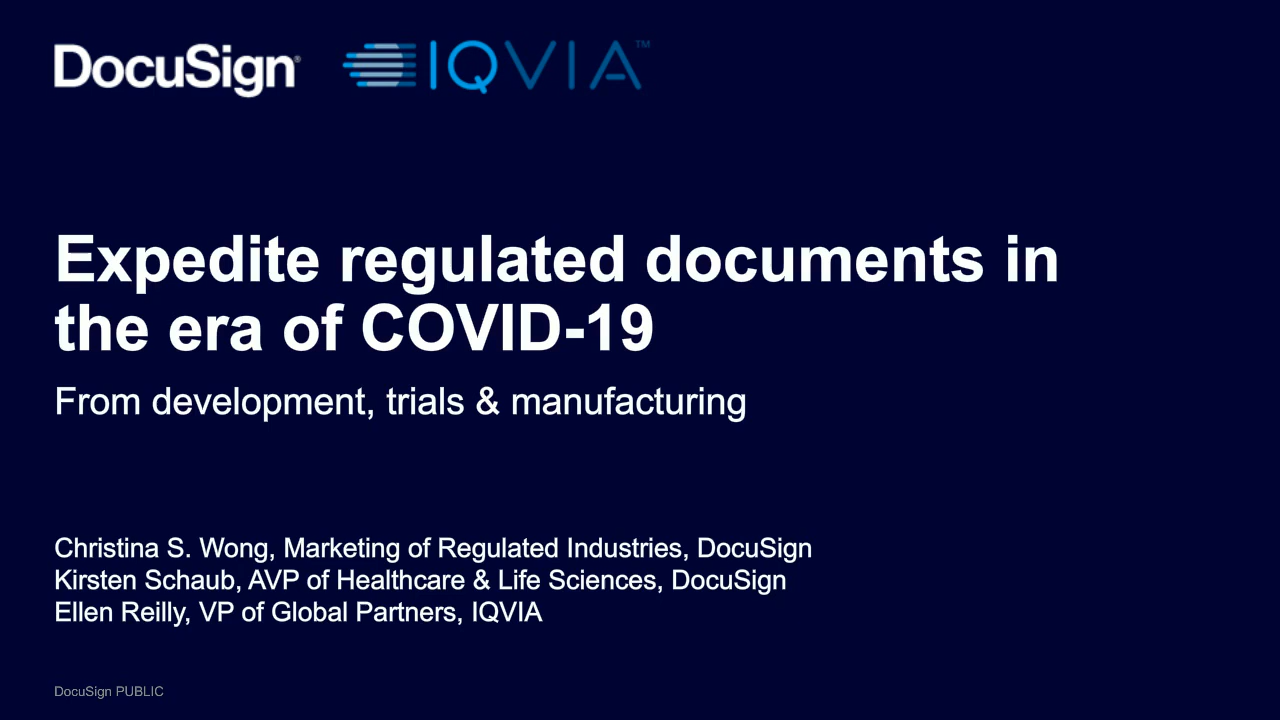 DocuSign® IQVIA™
Expedite regulated documents in
the era of COVID-19
From development, trials & manufacturing
Christina S. Wong, Marketing of Regulated Industries, DocuSign
Kirsten Schaub, AVP of Healthcare & Life Sciences, DocuSign
Ellen Reilly, VP of Global Partners, IQVIA
DocuSign PUBLIC